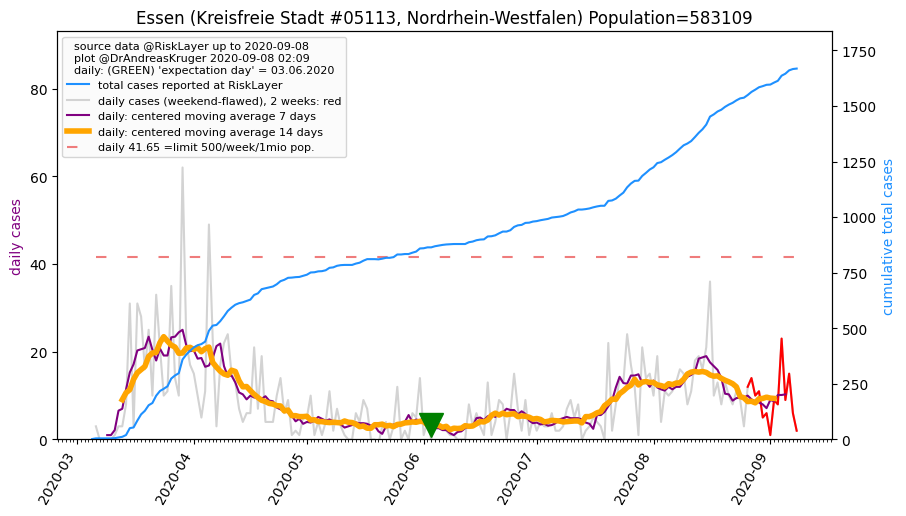 Essen (Kreisfreie Stadt #05113, Nordrhein-Westfalen) Population=583109
source data @RiskLayer up to 2020-09-08
plot @DrAndreasKruger 2020-09-08 02:09
daily: (GREEN) 'expectation day' = 03.06.2020
total cases reported at RiskLayer
daily cases (weekend-flawed), 2 weeks: red
daily: centered moving average 7 days
daily: centered moving average 14 days
daily 41.65 =limit 500/week/1mio pop.
daily cases
80
60
40
20
0
cumulative total cases
1750
1500
1250
1000
750
500
250
0
2020-03
2020-04
2020-05
2020-06
2020-07
2020-08
2020-09